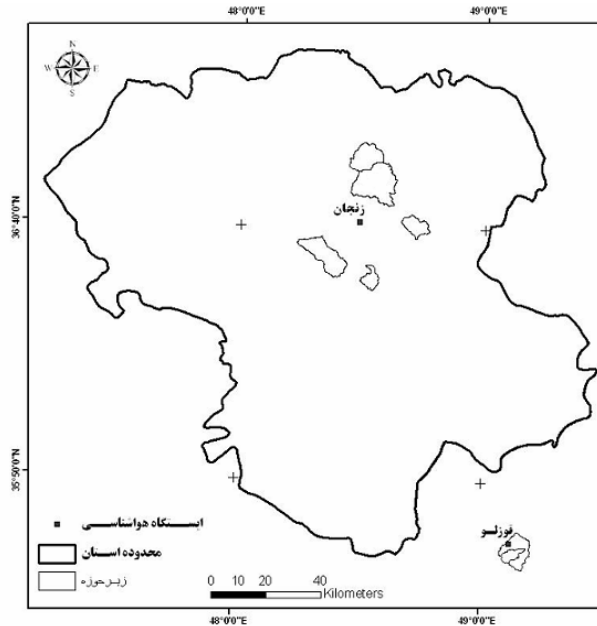 48°0'0"E
49°0'0"E
N
W
E
S
36°40'0"N
زنجان
35°50'0"N
ایستگاه هواشناسی
محدوده استان
زیرحوزه
قوزلو
0 10 20 40
Kilometers
48°0'0"E
49°0'0"E